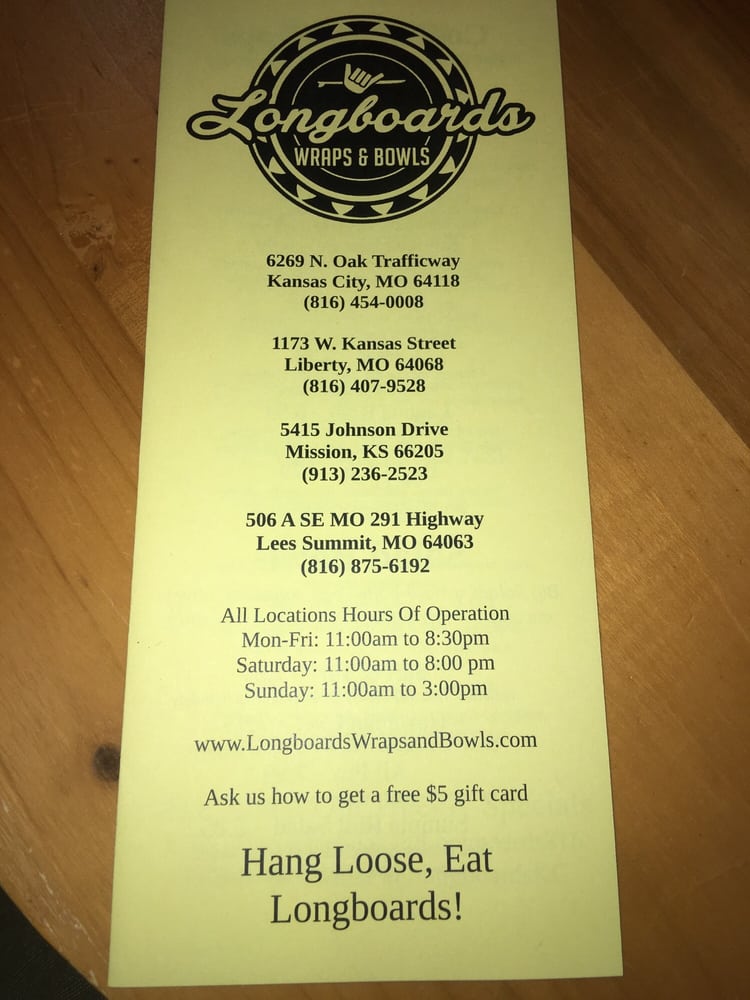 Longboards
WRAPS & BOWLS
6269 N. Oak Trafficway
Kansas City, MO 64118
(816) 454-0008
1173 W. Kansas Street
Liberty, MO 64068
(816) 407-9528
5415 Johnson Drive
Mission, KS 66205
(913) 236-2523
506 A SE MO 291 Highway
Lees Summit, MO 64063
(816) 875-6192
All Locations Hours Of Operation
Mon-Fri: 11:00am to 8:30pm
Saturday: 11:00am to 8:00 pm
Sunday: 11:00am to 3:00pm
www.LongboardsWrapsandBowls.com
Ask us how to get a free $5 gift card
Hang Loose, Eat
Longboards!